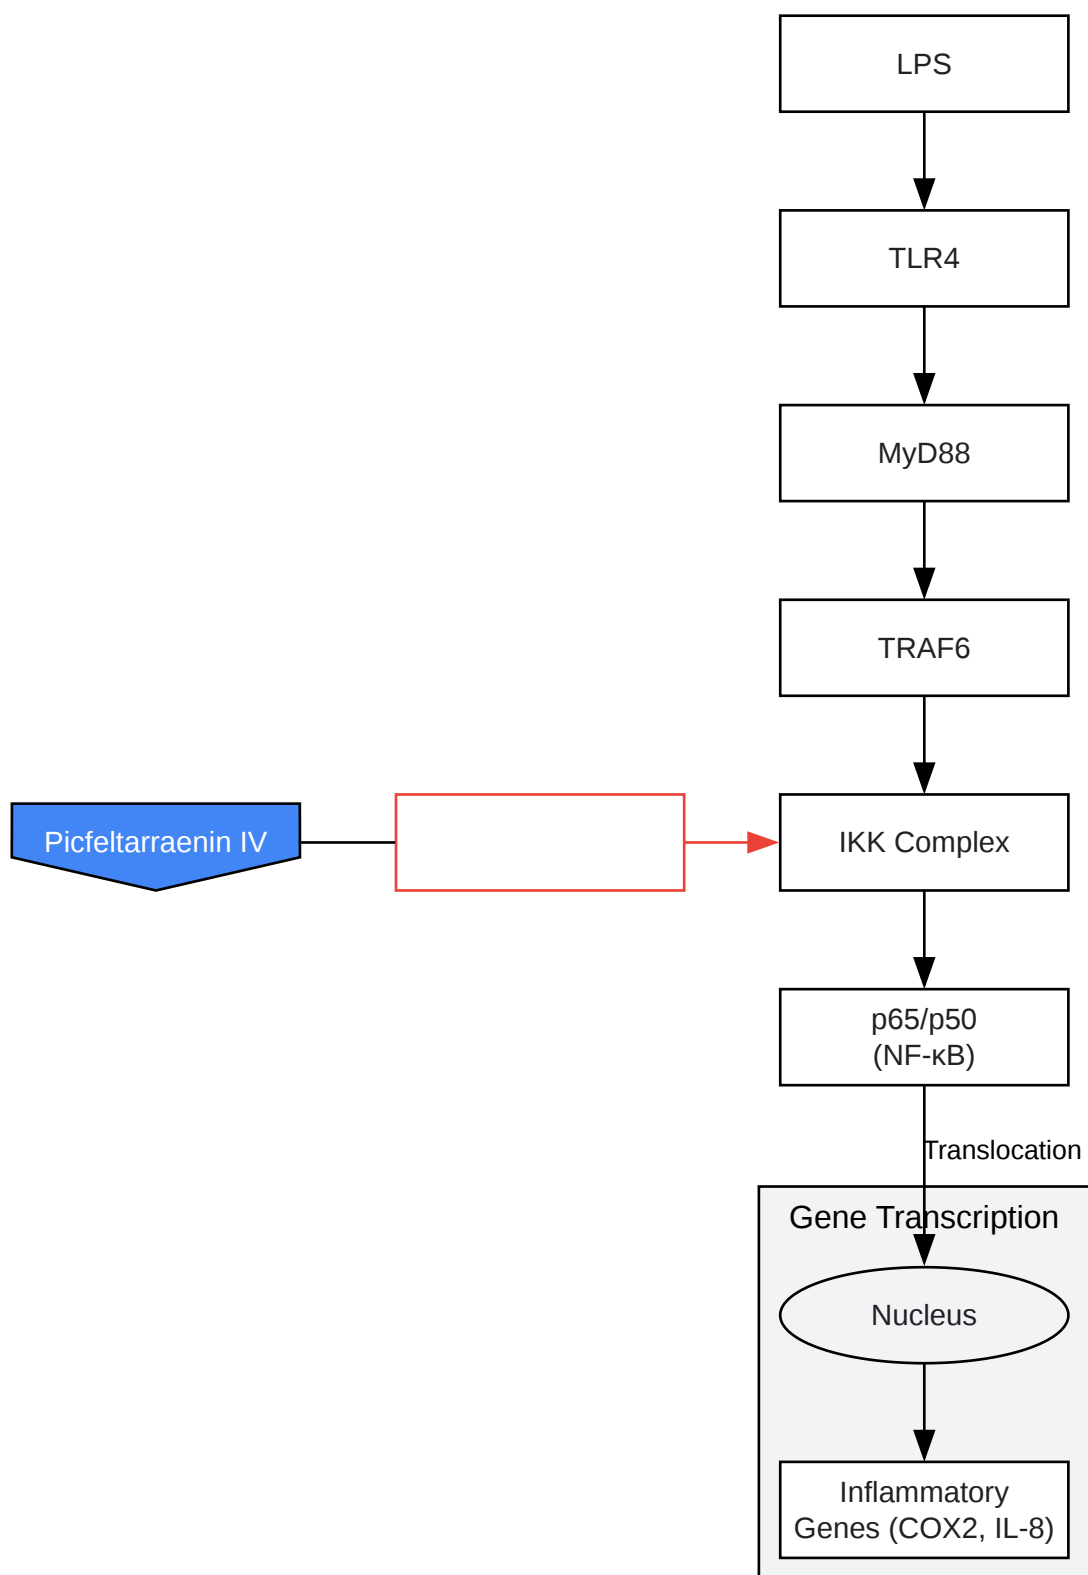 LPS
TLR4
MyD88
TRAF6
Picfeltarraenin IV
IKK Complex
p65/p50
(NF-κB)
Translocation
Gene Transcription
Nucleus
Inflammatory
Genes (COX2, IL-8)